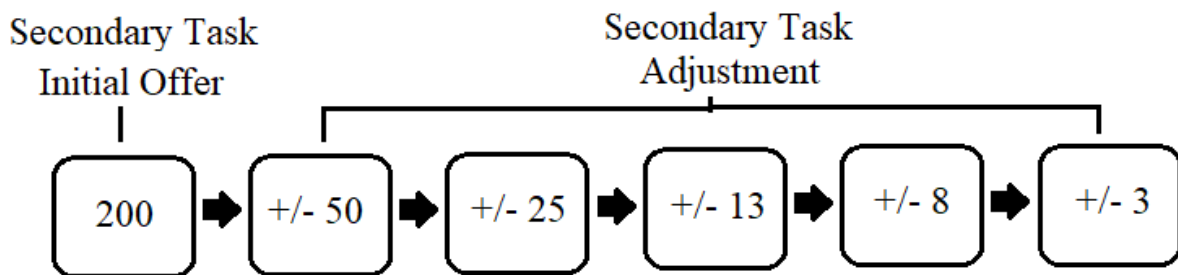 Secondary Task
Initial Offer
Secondary Task
Adjustment
200
+/- 50
+/- 25
+/- 13
+/- 8
+/- 3